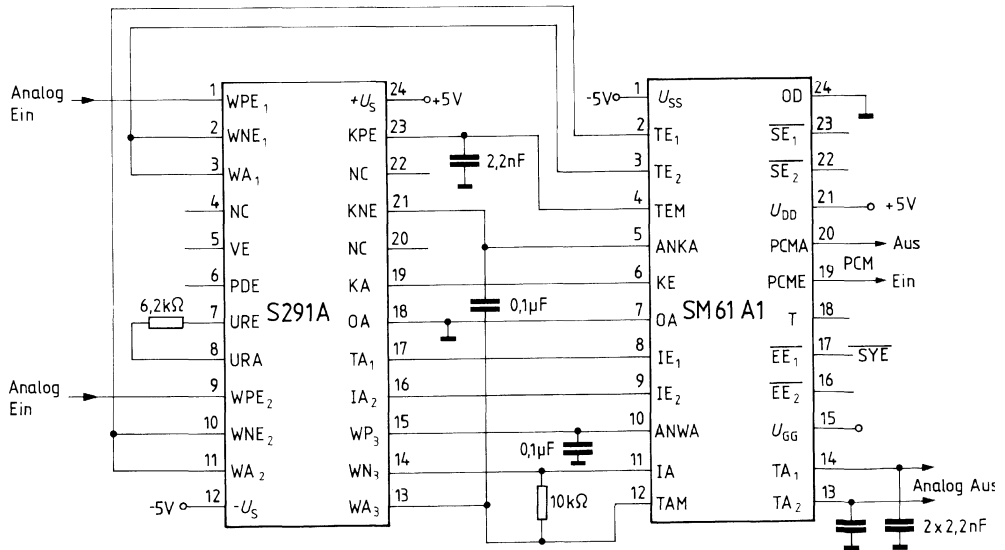 Analog
Ein
1 WPE1
2 WNE1
3 WA1
4 NC
5 VE
6 PDE
6,2kΩ
7 URE
8 URA
Analog
Ein
9 WPE2
10 WNE2
11 WA2
-5V 12 -US
S291A
+US 24 +5V
KPE 23
2,2nF
NC 22
KNE 21
NC 20
KA 19
0,1µF
OA 18
TA1 17
IA2 16
WP3 15
0,1µF
WN3 14
10kΩ
WA3 13
-5V 1 USS
2 TE1
3 TE2
4 TEM
5 ANKA
6 KE
7 OA
8 IE1
9 IE2
10 ANWA
11 IA
12 TAM
SM61A1
OD 24
SE1 23
SE2 22
UDD 21 +5V
PCMA 20 Aus
PCM
PCME 19 Ein
T 18
EE1 17 SYE
EE2 16
UGG 15
TA1 14
Analog Aus
TA2 13
2x2,2nF